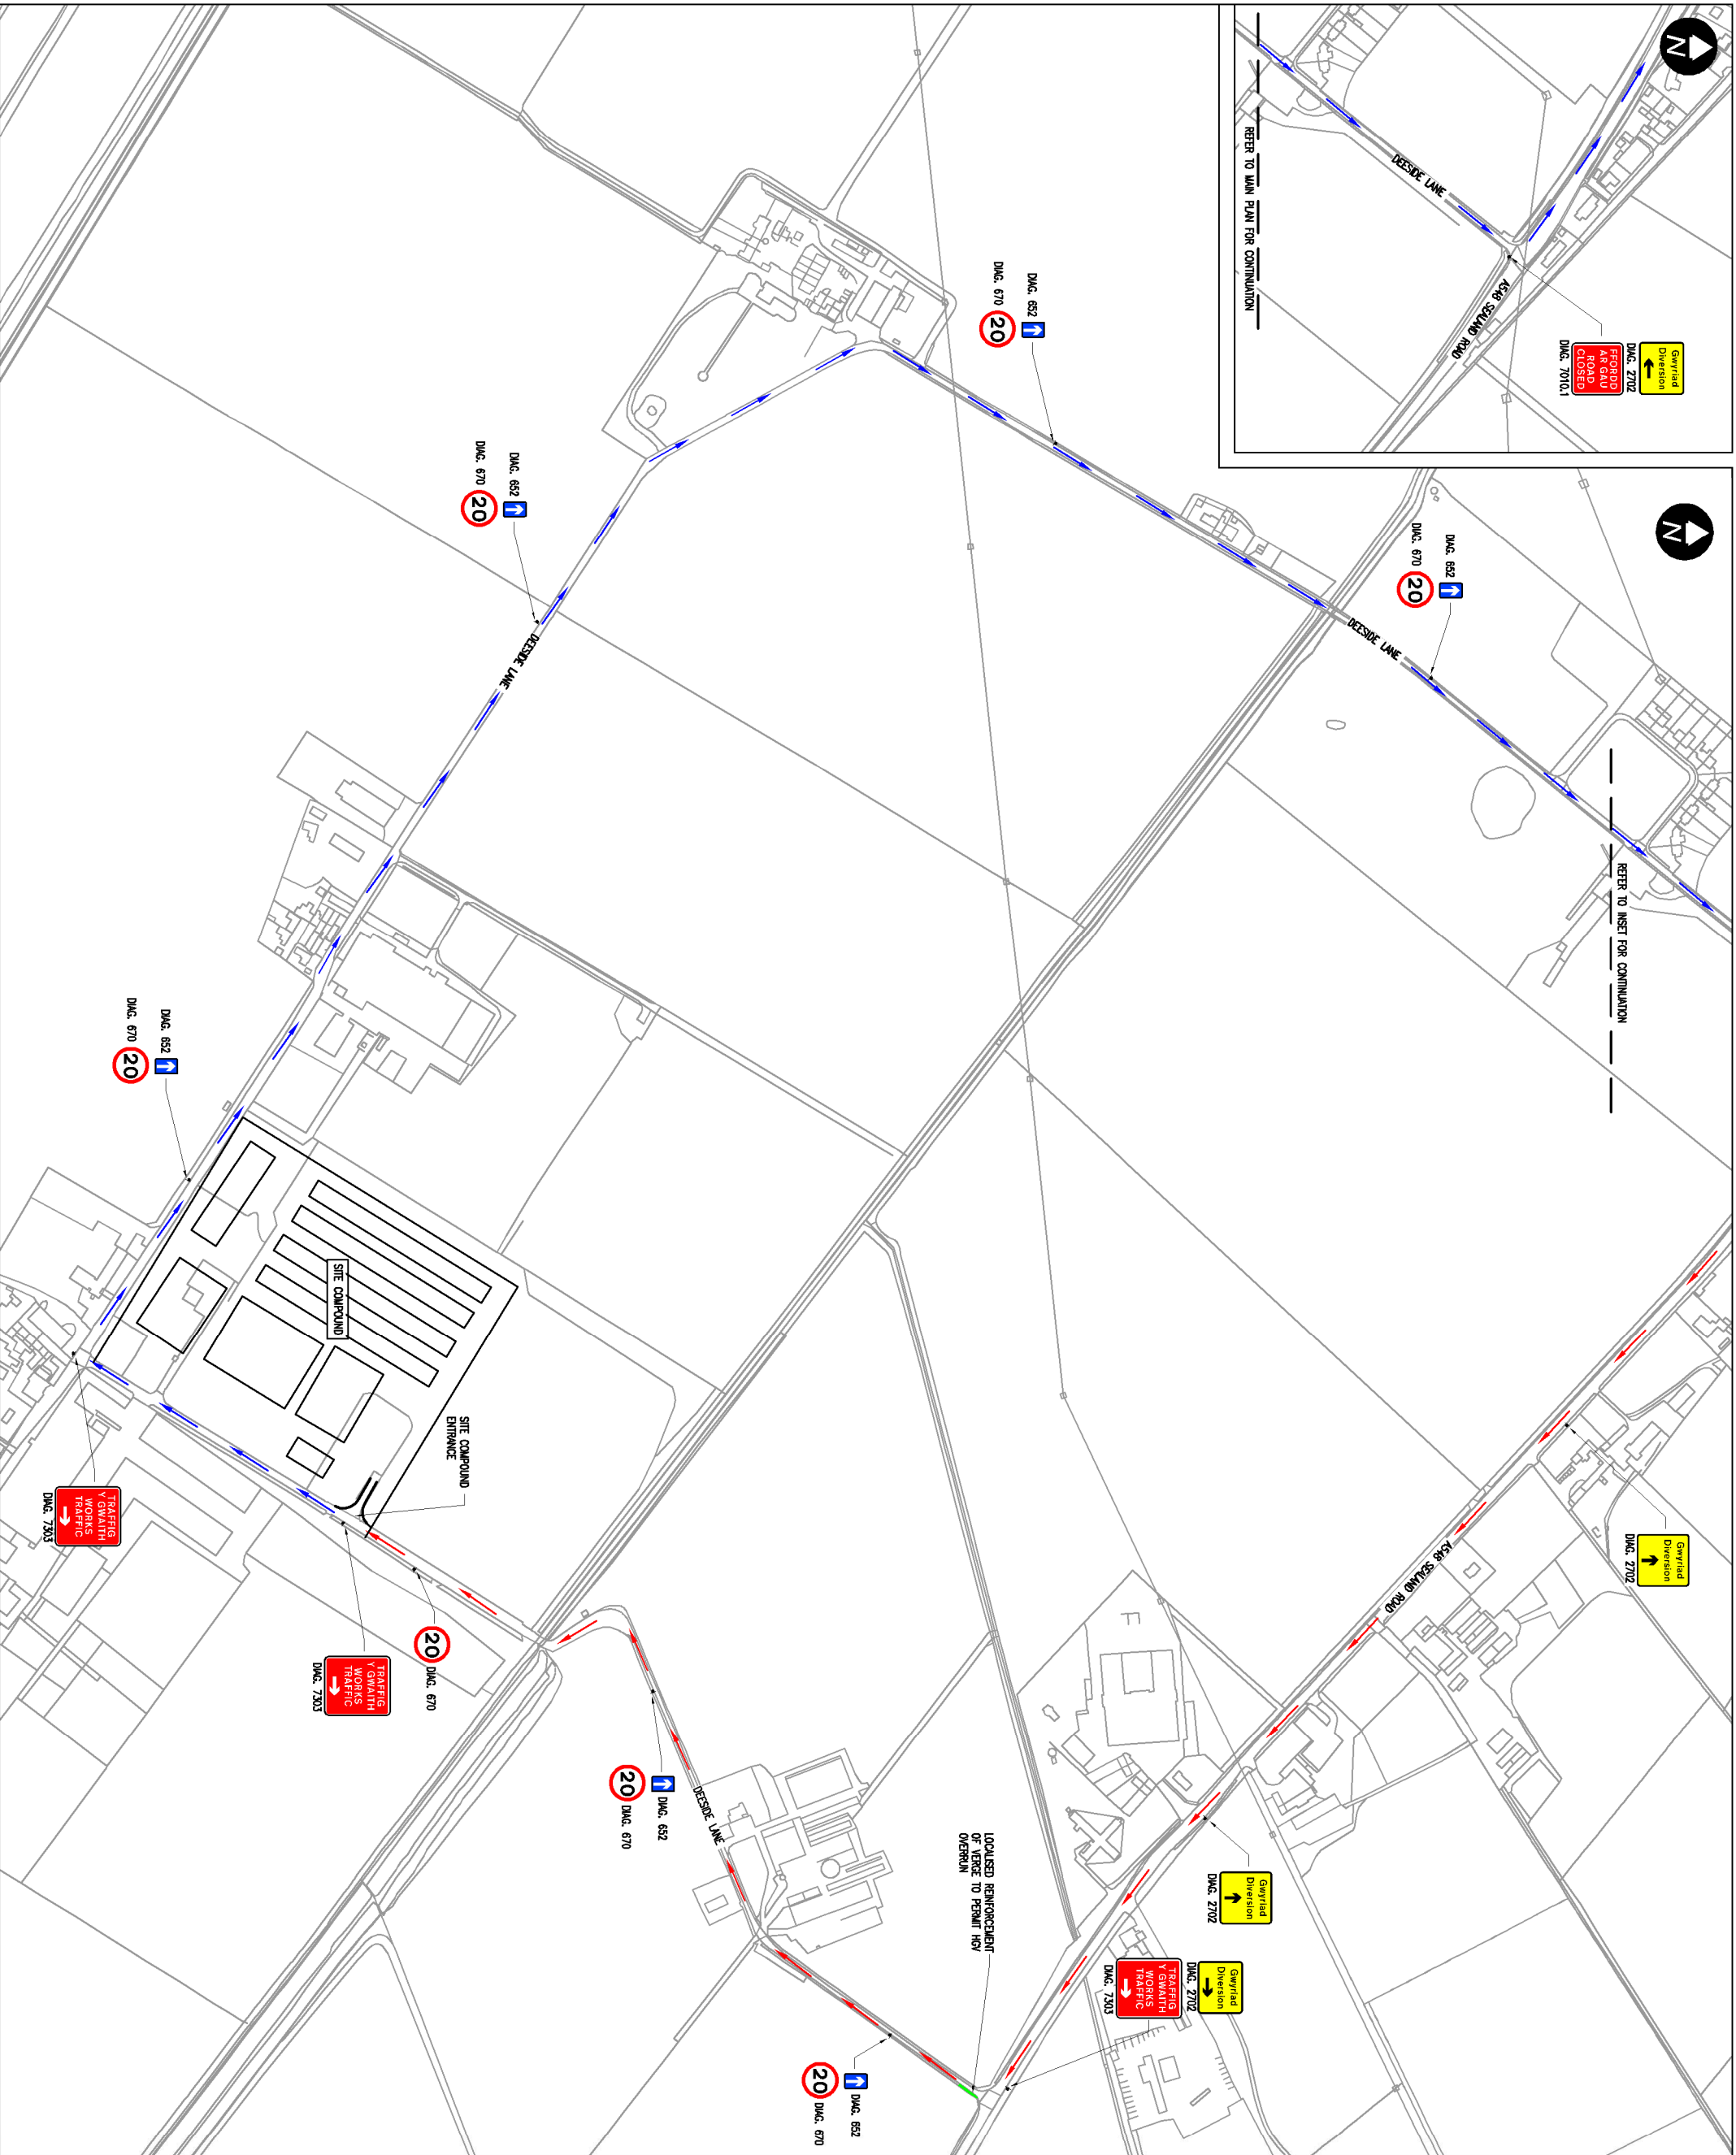 N
REFER TO MAIN PLAN FOR CONTINUATION
DEESIDE LANE
A548 SEALAND ROAD
Gwyriad
Diversion
DIAG. 2702
FFORDD
AR GAU
ROAD
CLOSED
DIAG. 7010.1
N
DIAG. 652
DIAG. 670
20
DEESIDE LANE
REFER TO INSET FOR CONTINUATION
DIAG. 652
DIAG. 670
20
DIAG. 652
DIAG. 670
20
DEESIDE LANE
DIAG. 652
DIAG. 670
20
SITE COMPOUND
SITE COMPOUND
ENTRANCE
TRAFFIG
Y GWAITH
WORKS
TRAFFIC
DIAG. 7303
TRAFFIG
Y GWAITH
WORKS
TRAFFIC
DIAG. 7303
20
DIAG. 670
DIAG. 652
20
DIAG. 670
DEESIDE LANE
A548 SEALAND ROAD
Gwyriad
Diversion
DIAG. 2702
Gwyriad
Diversion
DIAG. 2702
LOCALISED REINFORCEMENT
OF VERGE TO PERMIT HGV
OVERRUN
Gwyriad
Diversion
DIAG. 2702
TRAFFIG
Y GWAITH
WORKS
TRAFFIC
DIAG. 7303
DIAG. 652
20
DIAG. 670